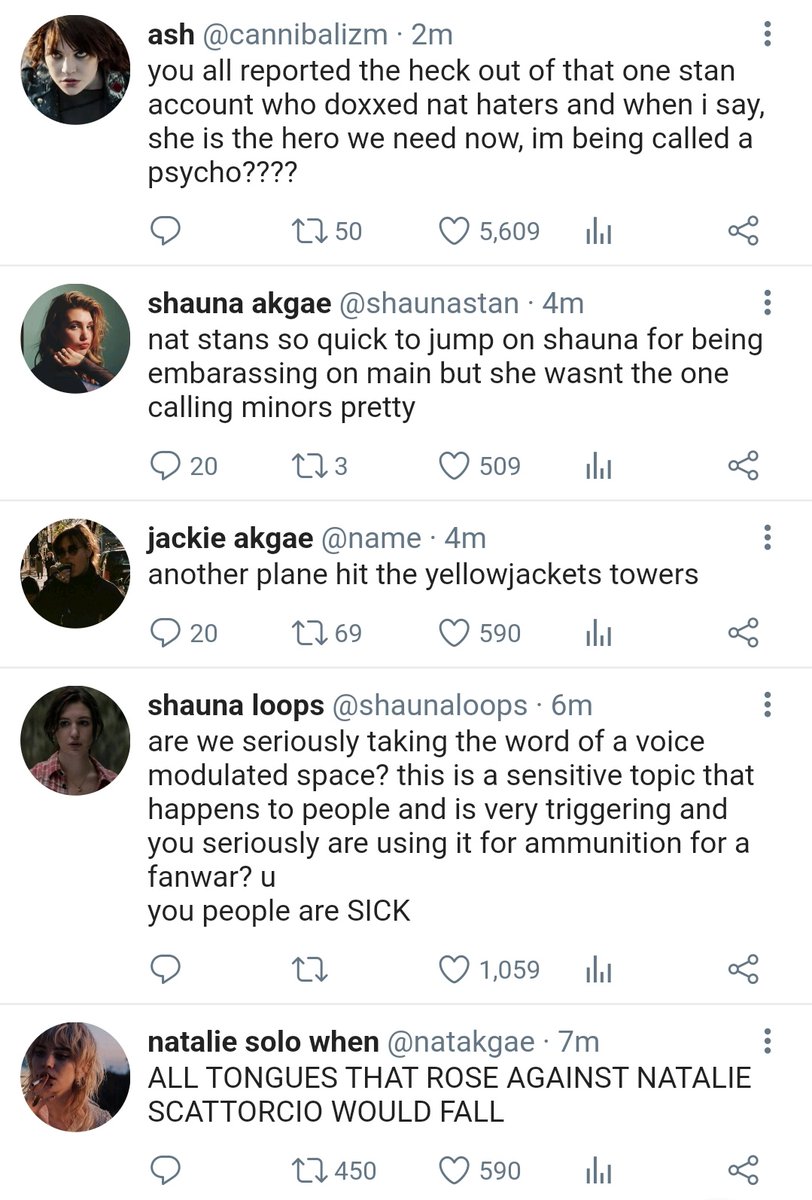 ash @cannibalizm · 2m
you all reported the heck out of that one stan
account who doxxed nat haters and when i say,
she is the hero we need now, im being called a
psycho????
50 5,609
shauna akgae @shaunastan · 4m
nat stans so quick to jump on shauna for being
embarassing on main but she wasnt the one
calling minors pretty
20 3 509
jackie akgae @name · 4m
another plane hit the yellowjackets towers
20 69 590
shauna loops @shaunaloops · 6m
are we seriously taking the word of a voice
modulated space? this is a sensitive topic that
happens to people and is very triggering and
you seriously are using it for ammunition for a
fanwar? u
you people are SICK
1,059
natalie solo when @natakgae · 7m
ALL TONGUES THAT ROSE AGAINST NATALIE
SCATTORCIO WOULD FALL
450 590